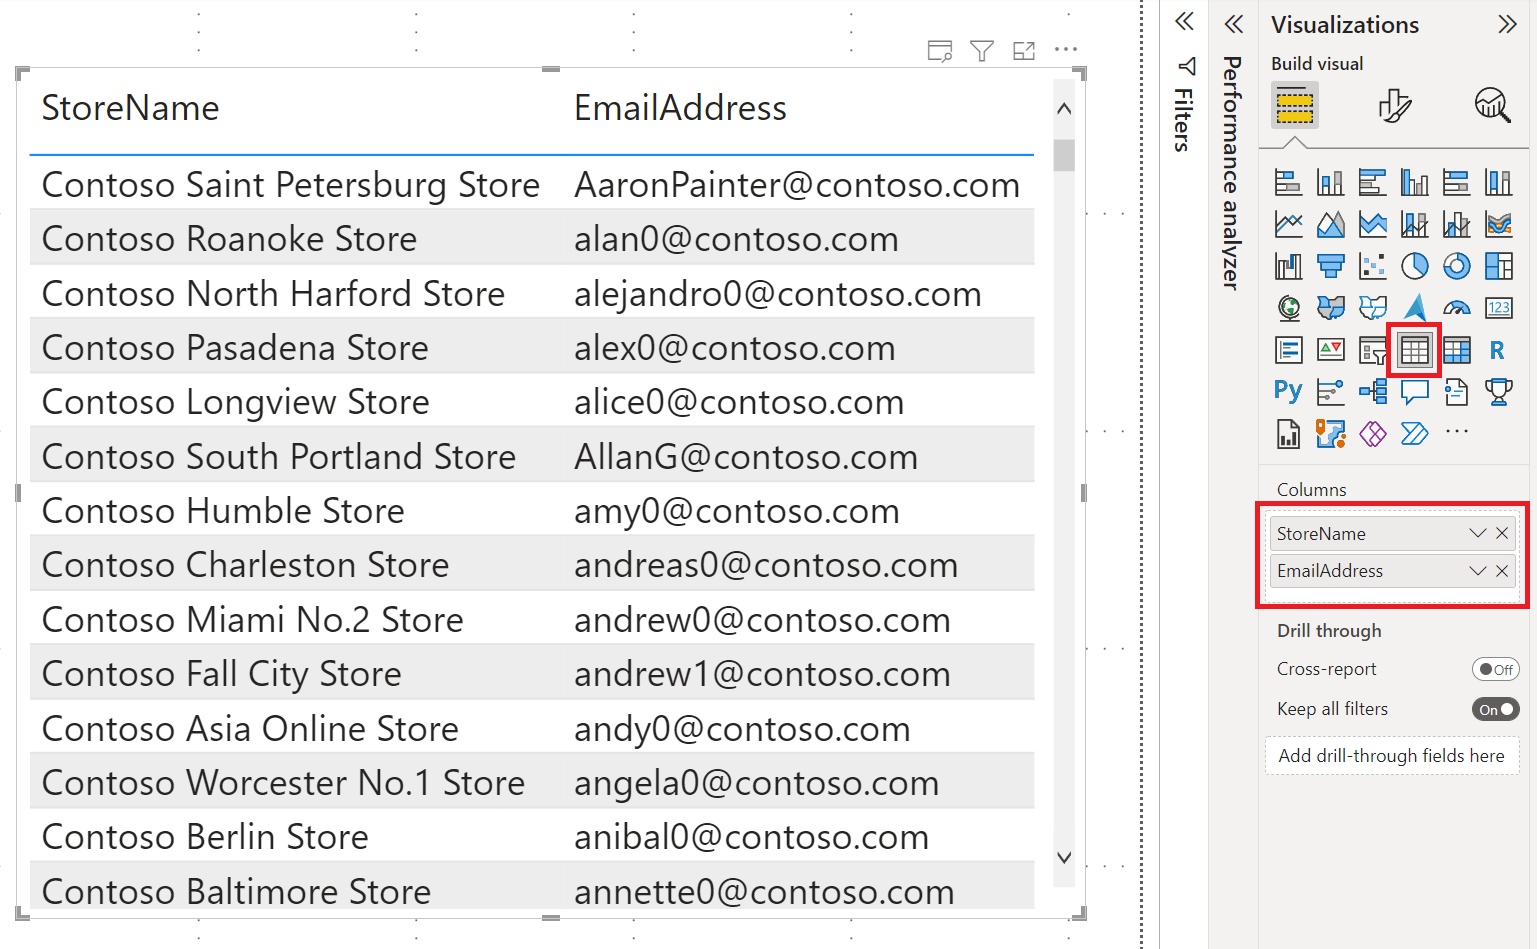 StoreName EmailAddress
Contoso Saint Petersburg Store AaronPainter@contoso.com
Contoso Roanoke Store alan0@contoso.com
Contoso North Harford Store alejandro0@contoso.com
Contoso Pasadena Store alex0@contoso.com
Contoso Longview Store alice0@contoso.com
Contoso South Portland Store AllanG@contoso.com
Contoso Humble Store amy0@contoso.com
Contoso Charleston Store andreas0@contoso.com
Contoso Miami No.2 Store andrew0@contoso.com
Contoso Fall City Store andrew1@contoso.com
Contoso Asia Online Store andy0@contoso.com
Contoso Worcester No.1 Store angela0@contoso.com
Contoso Berlin Store anibal0@contoso.com
Contoso Baltimore Store annette0@contoso.com
Filters
Performance analyzer
Visualizations
Build visual
123
R
Py
Columns
StoreName
EmailAddress
Drill through
Cross-report Off
Keep all filters On
Add drill-through fields here